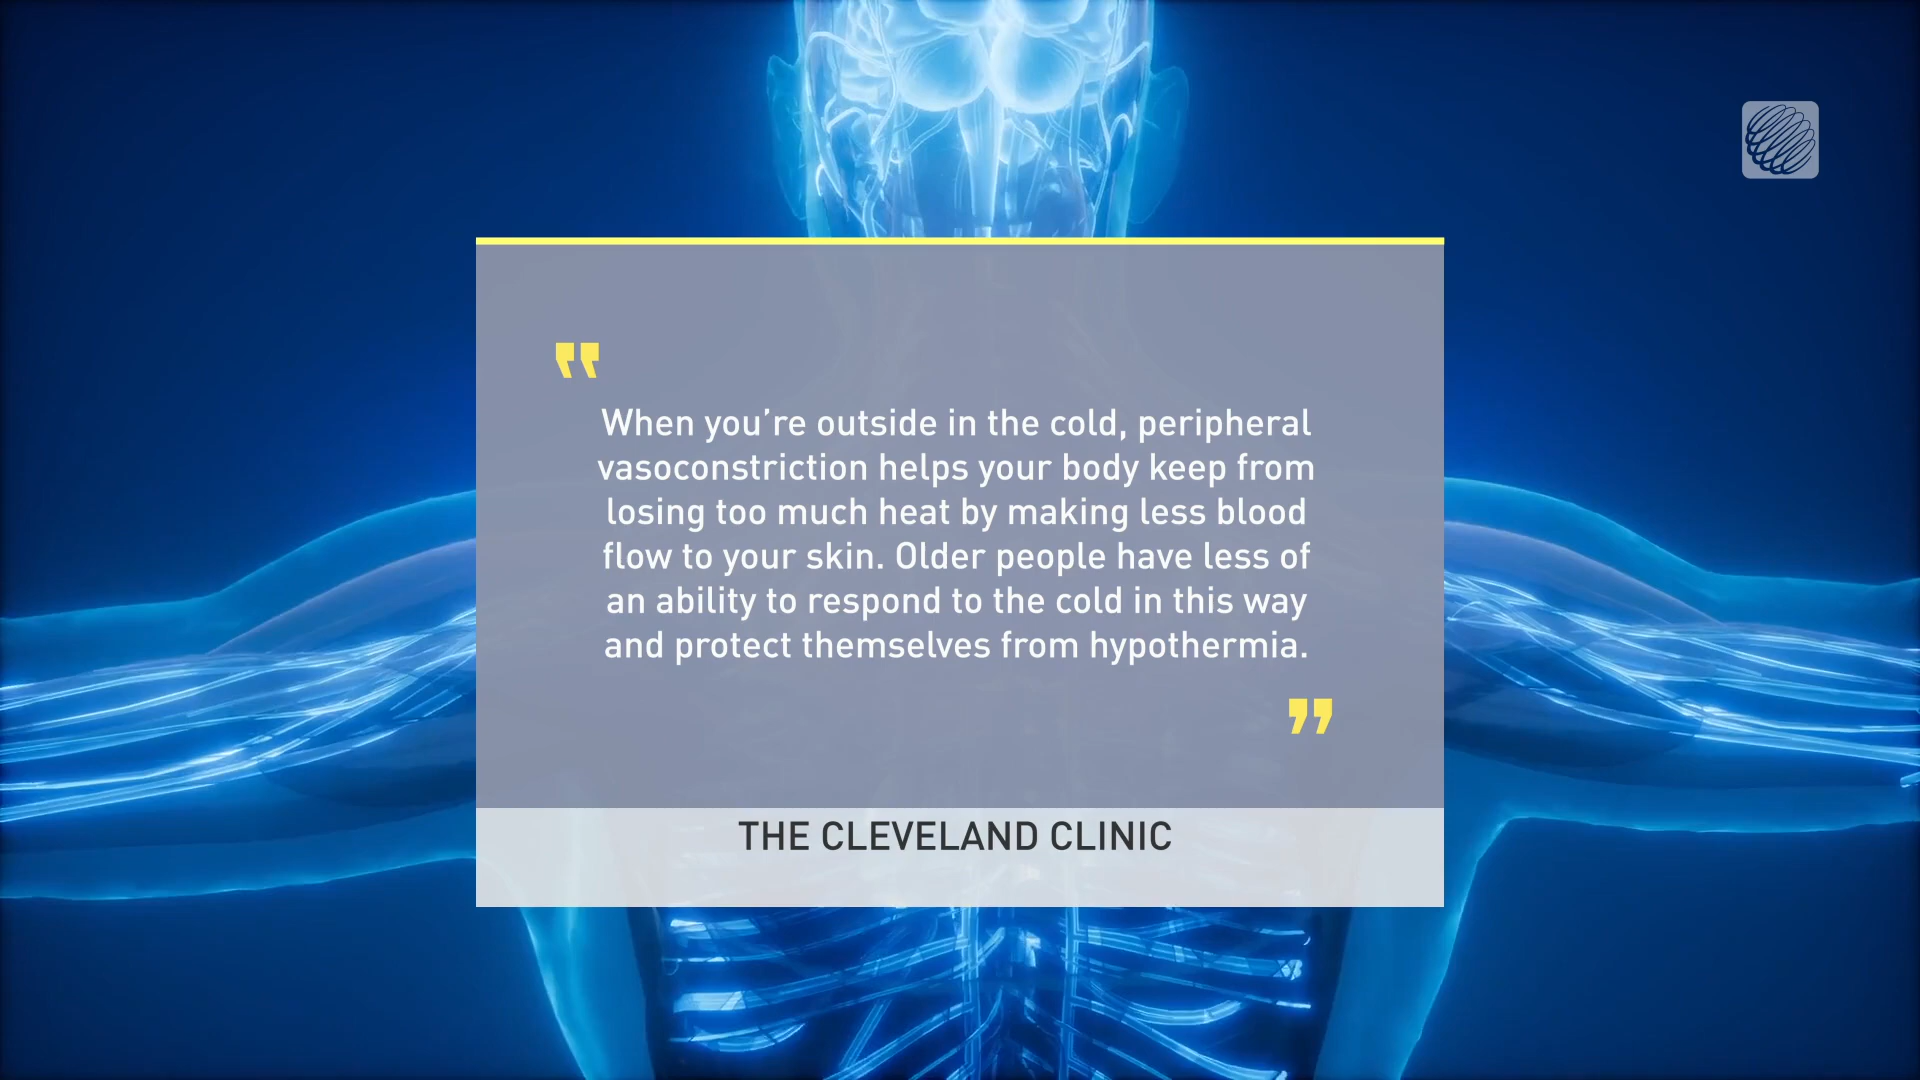 "
When you’re outside in the cold, peripheral
vasoconstriction helps your body keep from
losing too much heat by making less blood
flow to your skin. Older people have less of
an ability to respond to the cold in this way
and protect themselves from hypothermia.
"
THE CLEVELAND CLINIC